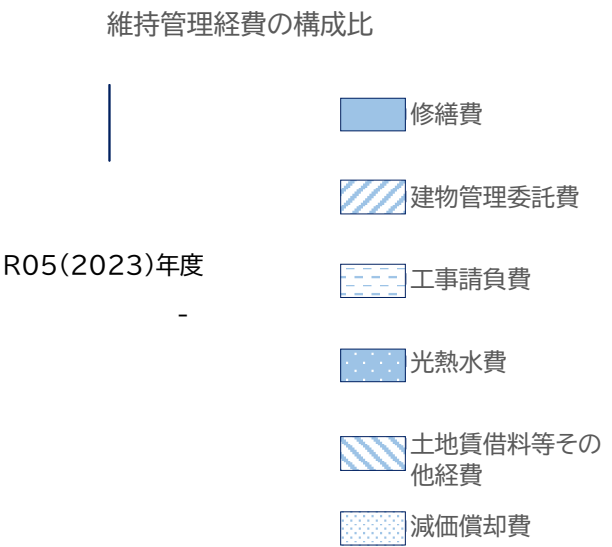 維持管理経費の構成比
修繕費
建物管理委託費
R05(2023)年度
-
工事請負費
光熱水費
土地賃借料等その
他経費
減価償却費